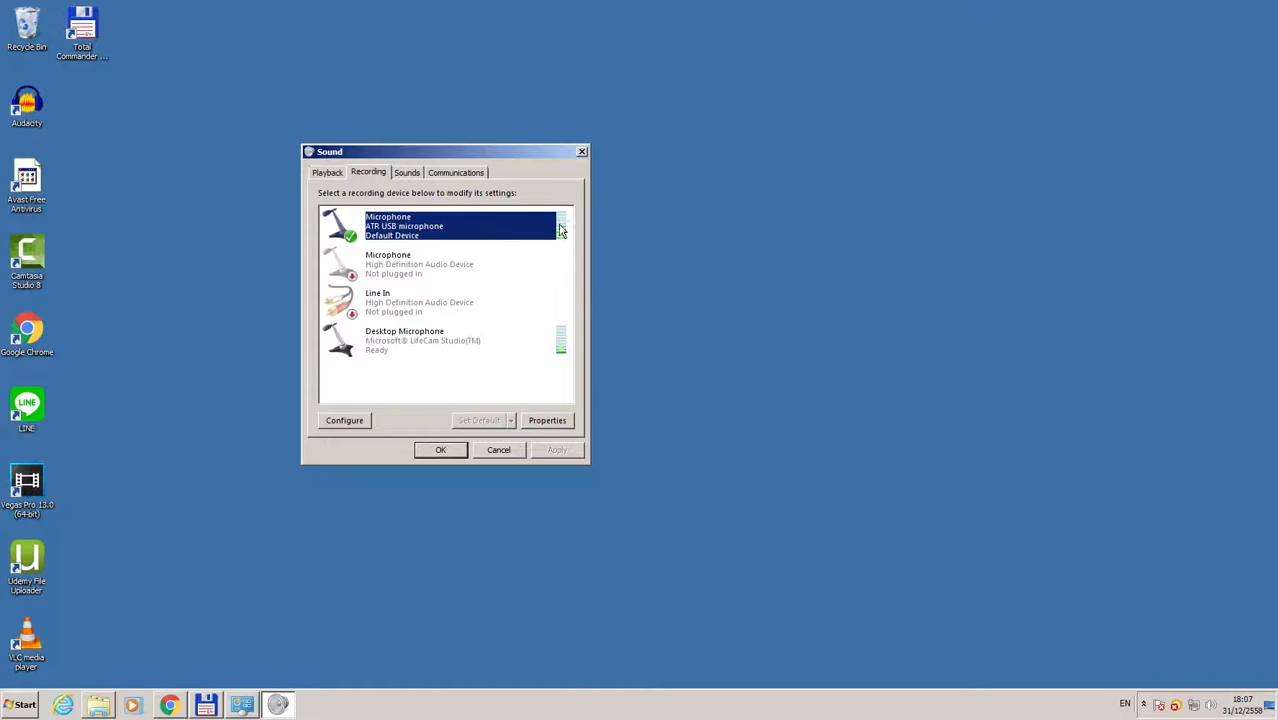 Recycle Bin
Total
Commander ...
Audacity
Avast Free
Antivirus
Camtasia
Studio 8
Google Chrome
LINE
Vegas Pro 13.0
(64-bit)
Udemy File
Uploader
VLC media
player
Sound
Playback
Recording
Sounds
Communications
Select a recording device below to modify its settings:
Microphone
ATR USB microphone
Default Device
Microphone
High Definition Audio Device
Not plugged in
Line In
High Definition Audio Device
Not plugged in
Desktop Microphone
Microsoft® LifeCam Studio(TM)
Ready
Configure
Set Default
Properties
OK
Cancel
Apply
Start
EN
18:07
31/12/2558